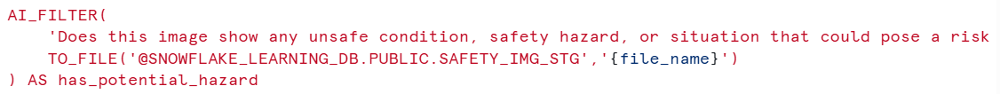 AI_FILTER(
'Does this image show any unsafe condition, safety hazard, or situation that could pose a risk
TO_FILE('@SNOWFLAKE_LEARNING_DB.PUBLIC.SAFETY_IMG_STG','{file_name}')
) AS has_potential_hazard